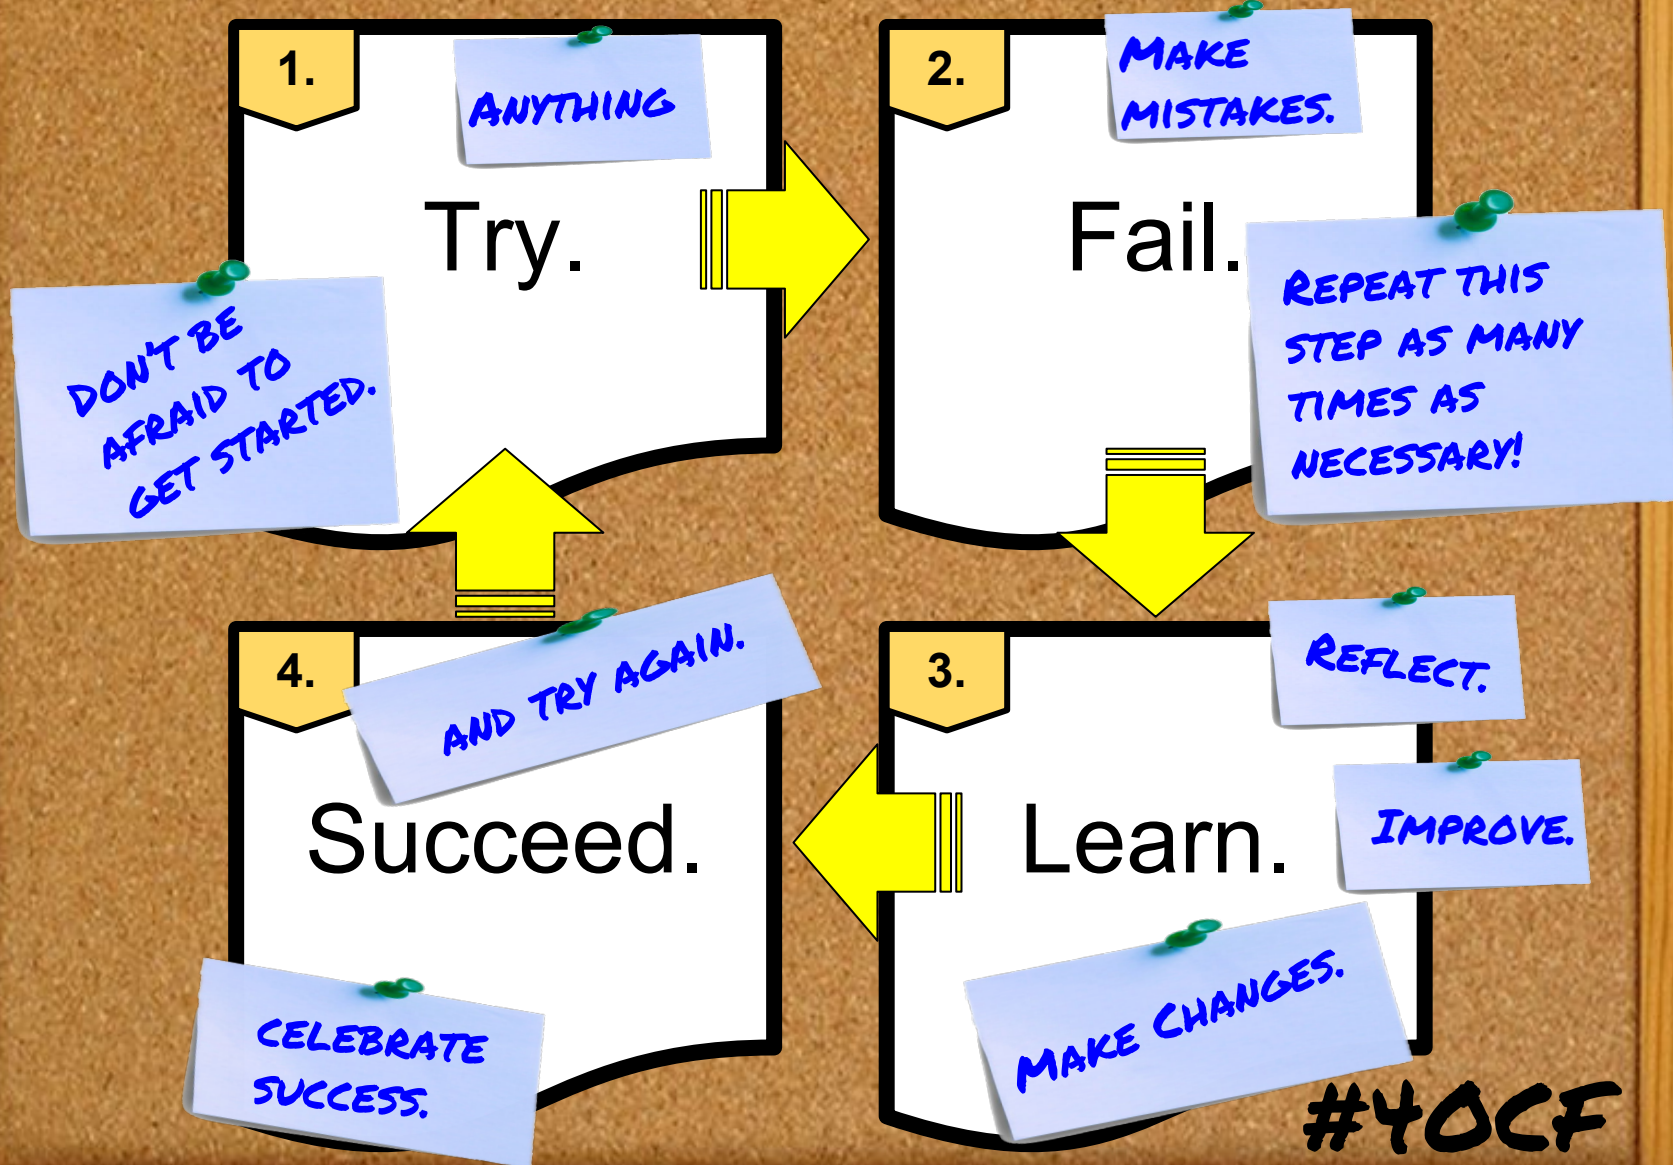 1.
ANYTHING
Try.
DON'T BE
AFRAID TO
GET STARTED.
2.
MAKE
MISTAKES.
Fail.
REPEAT THIS
STEP AS MANY
TIMES AS
NECESSARY!
3.
REFLECT.
IMPROVE.
Learn.
MAKE CHANGES.
4.
AND TRY AGAIN.
Succeed.
CELEBRATE
SUCCESS.
#4OCF